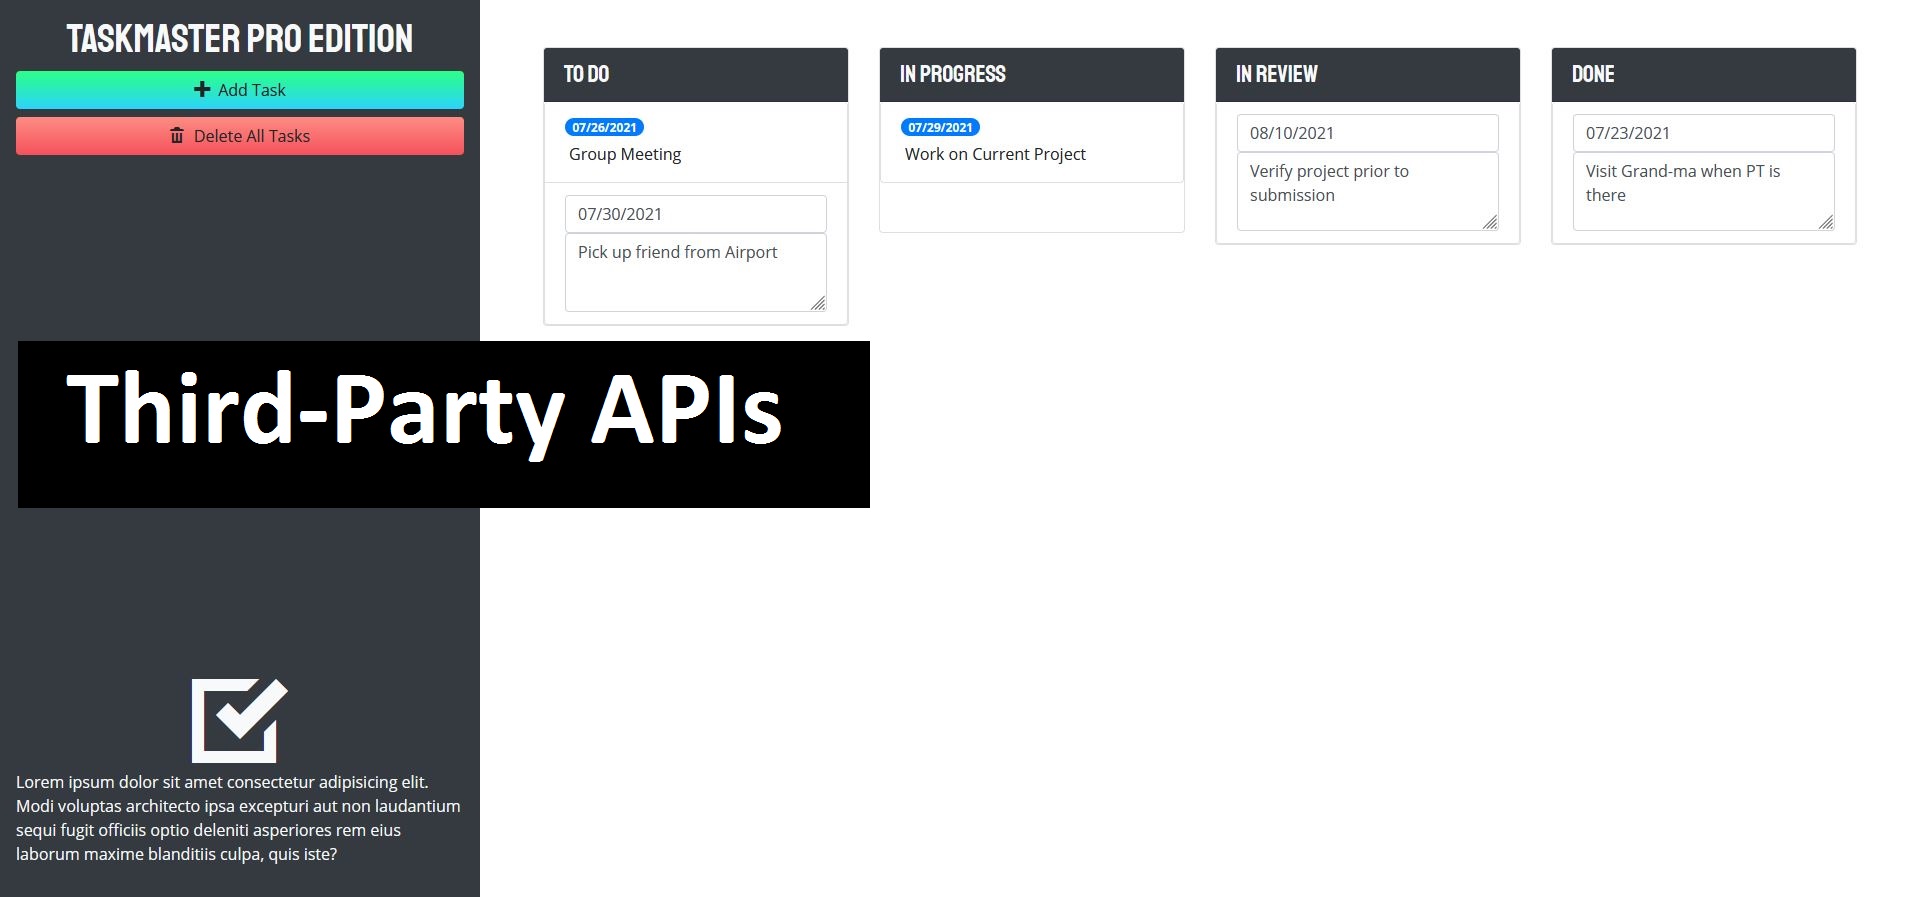 TASKMASTER PRO EDITION
Add Task
Delete All Tasks
TO DO
07/26/2021
Group Meeting
07/30/2021
Pick up friend from Airport
IN PROGRESS
07/29/2021
Work on Current Project
IN REVIEW
08/10/2021
Verify project prior to
submission
DONE
07/23/2021
Visit Grand-ma when PT is
there
Third-Party APIs
Lorem ipsum dolor sit amet consectetur adipisicing elit.
Modi voluptas architecto ipsa excepturi aut non laudantium
sequi fugit officiis optio deleniti asperiores rem eius
laborum maxime blanditiis culpa, quis iste?